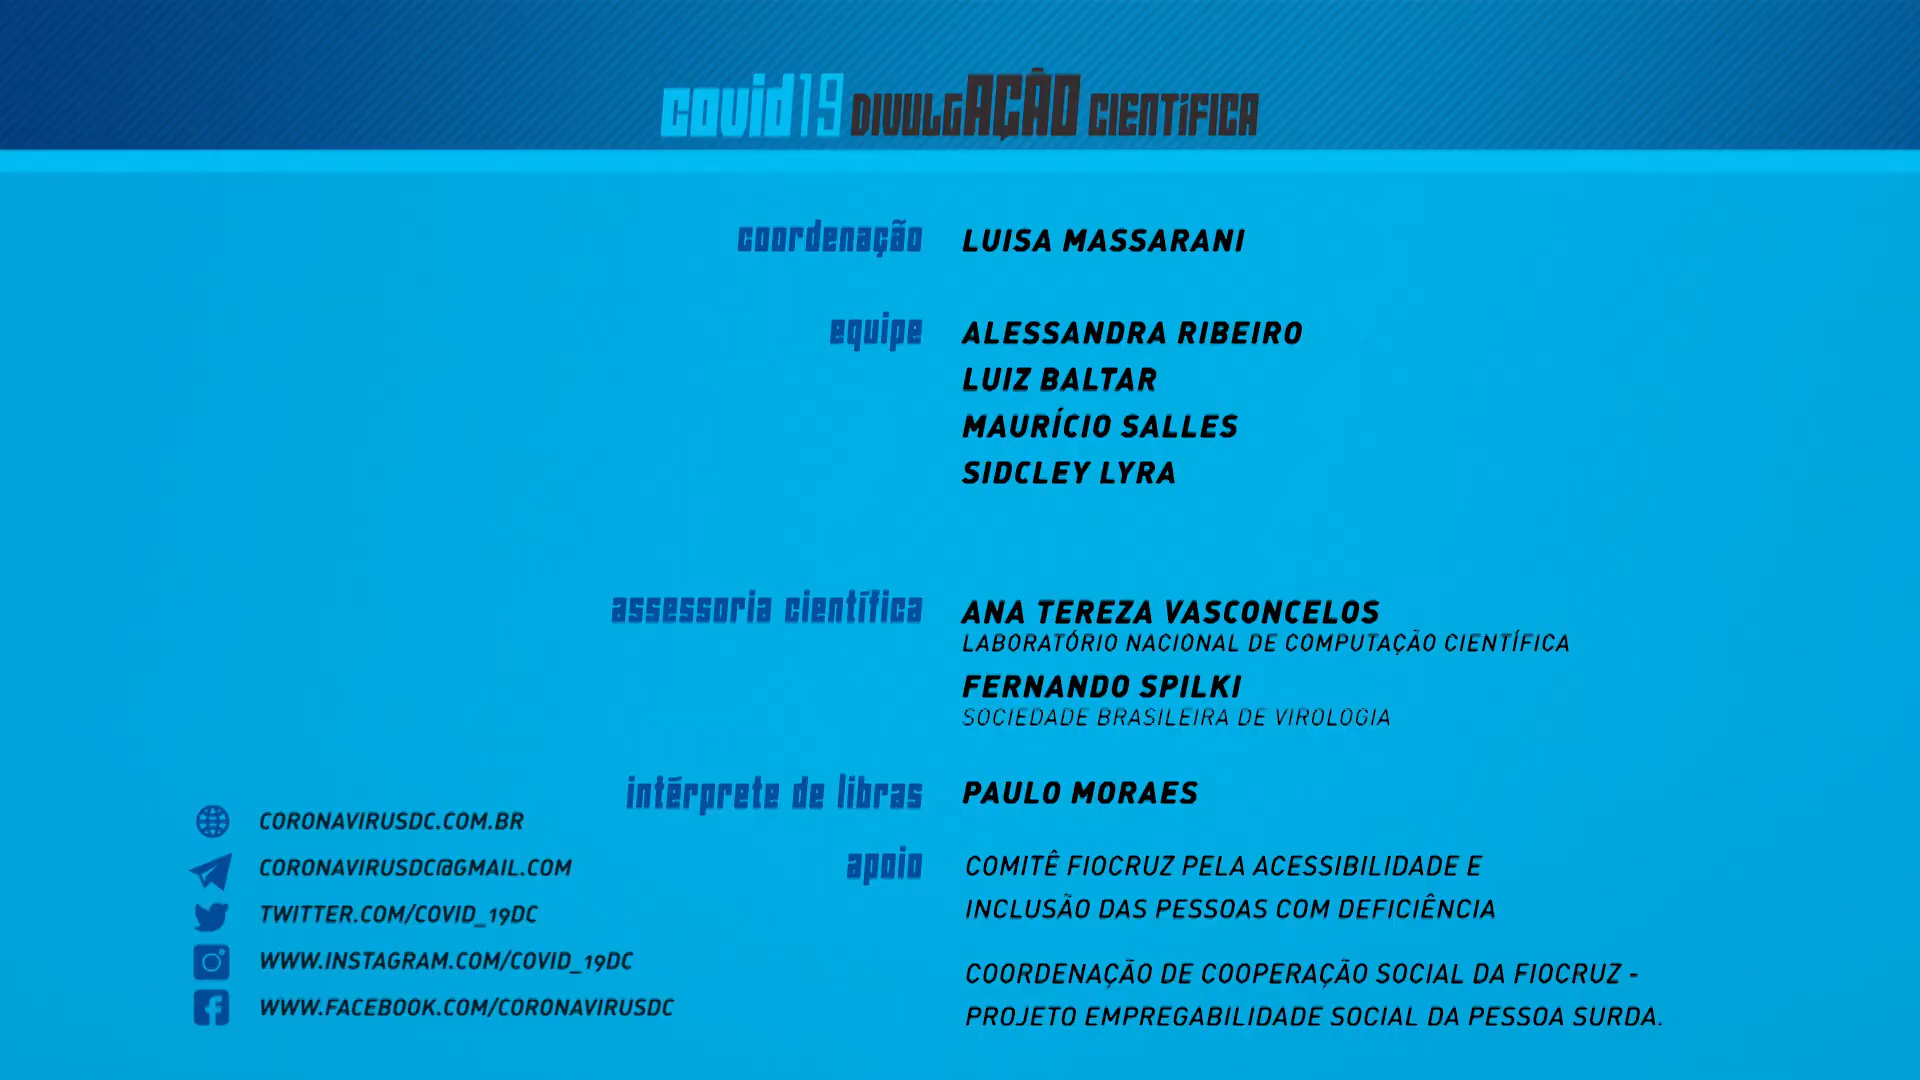 covid19 DIVULGAÇÃO CIENTÍFICA
coordenação LUISA MASSARANI
equipe ALESSANDRA RIBEIRO
LUIZ BALTAR
MAURÍCIO SALLES
SIDCLEY LYRA
assessoria científica ANA TEREZA VASCONCELOS
LABORATÓRIO NACIONAL DE COMPUTAÇÃO CIENTÍFICA
FERNANDO SPILKI
SOCIEDADE BRASILEIRA DE VIROLOGIA
intérprete de libras PAULO MORAES
apoio COMITÊ FIOCRUZ PELA ACESSIBILIDADE E
INCLUSÃO DAS PESSOAS COM DEFICIÊNCIA
COORDENAÇÃO DE COOPERAÇÃO SOCIAL DA FIOCRUZ -
PROJETO EMPREGABILIDADE SOCIAL DA PESSOA SURDA.
CORONAVIRUSDC.COM.BR
CORONAVIRUSDC@GMAIL.COM
TWITTER.COM/COVID_19DC
WWW.INSTAGRAM.COM/COVID_19DC
WWW.FACEBOOK.COM/CORONAVIRUSDC